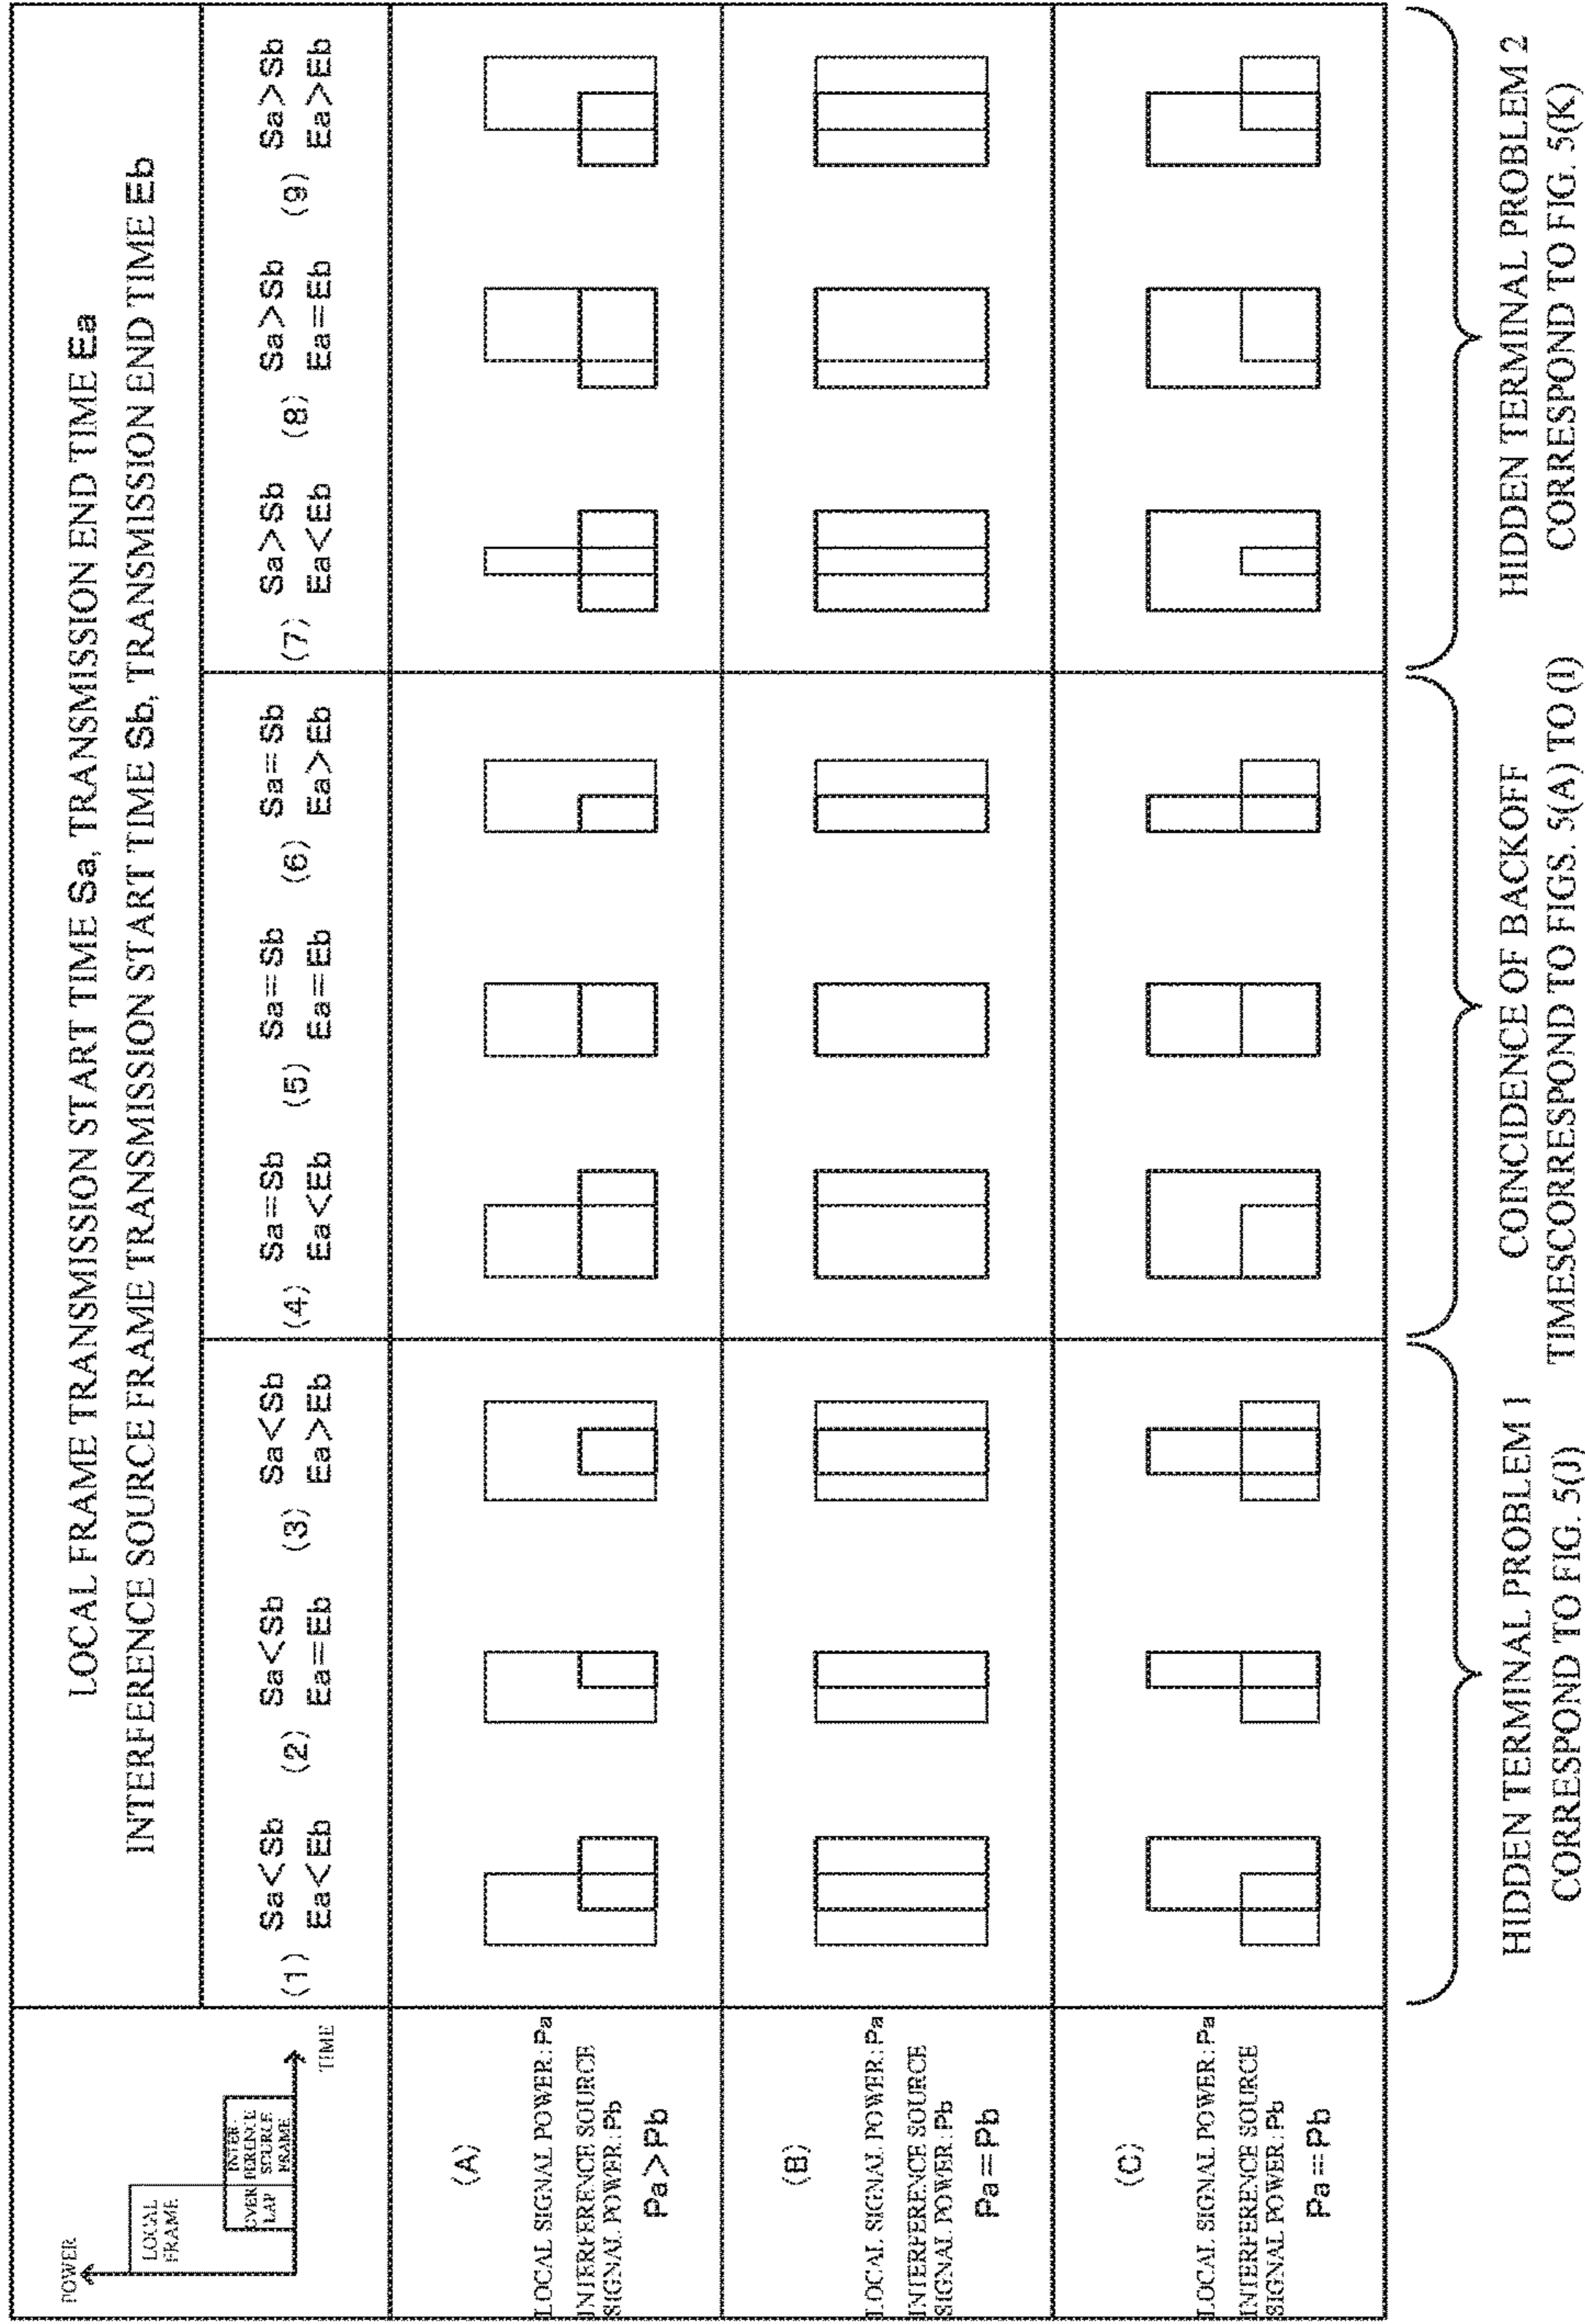 LOCAL FRAME TRANSMISSION START TIME Sa, TRANSMISSION END TIME Ea
INTERFERENCE SOURCE FRAME TRANSMISSION START TIME Sb, TRANSMISSION END TIME Eb
POWER
LOCAL
FRAME
OVER
LAP
INTER-
FERENCE
SOURCE
FRAME
TIME
(1) Sa<Sb
Ea<Eb
(2) Sa<Sb
Ea=Eb
(3) Sa<Sb
Ea>Eb
(4) Sa=Sb
Ea<Eb
(5) Sa=Sb
Ea=Eb
(6) Sa=Sb
Ea>Eb
(7) Sa>Sb
Ea<Eb
(8) Sa>Sb
Ea=Eb
(9) Sa>Sb
Ea>Eb
(A)
LOCAL SIGNAL POWER:Pa
INTERFERENCE SOURCE
SIGNAL POWER:Pb
Pa>Pb
(B)
LOCAL SIGNAL POWER:Pa
INTERFERENCE SOURCE
SIGNAL POWER:Pb
Pa=Pb
(C)
LOCAL SIGNAL POWER:Pa
INTERFERENCE SOURCE
SIGNAL POWER:Pb
Pa=Pb
HIDDEN TERMINAL PROBLEM 1
CORRESPOND TO FIG. 5(J)
COINCIDENCE OF BACKOFF
TIMESCORRESPOND TO FIGS. 5(A) TO (I)
HIDDEN TERMINAL PROBLEM 2
CORRESPOND TO FIG. 5(K)